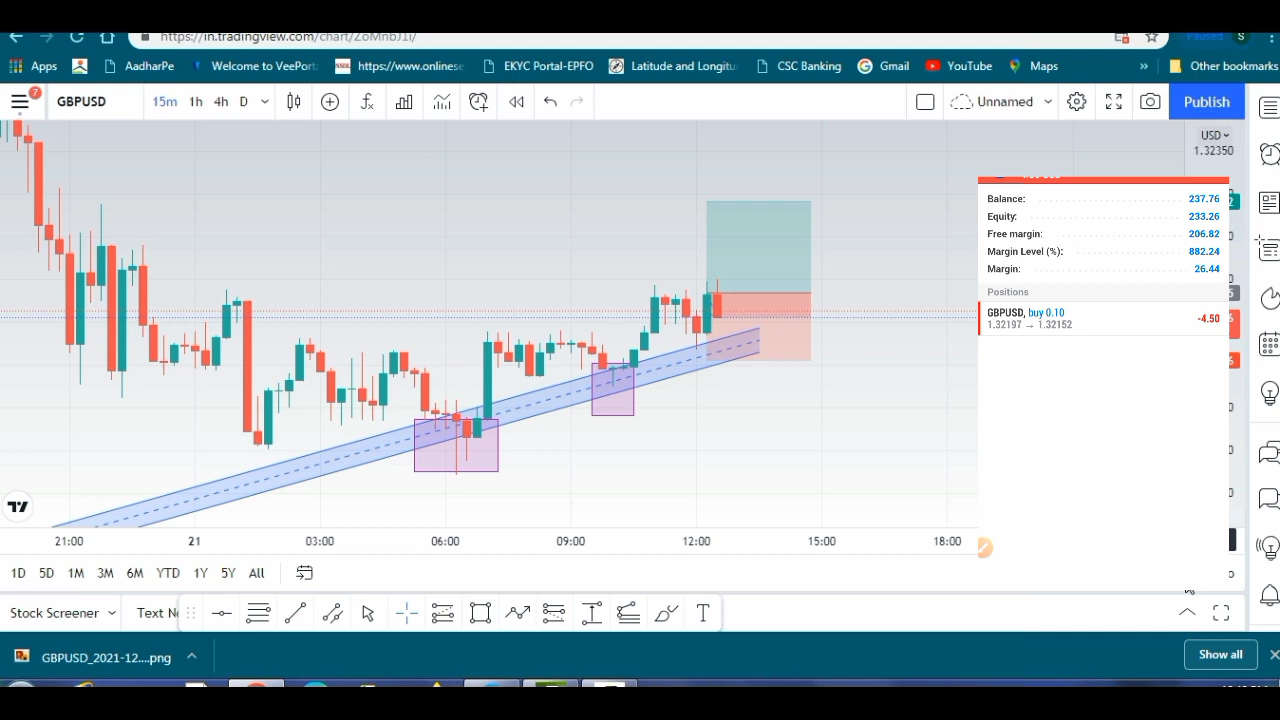 https://in.tradingview.com/chart/ZoMnbJ1i/
Paused
S
Apps
AadharPe
Welcome to VeePort
https://www.onlinese
EKYC Portal-EPFO
Latitude and Longitu
CSC Banking
Gmail
YouTube
Maps
»
Other bookmarks
7
GBPUSD
15m
1h
4h
D
Unnamed
Publish
USD
1.32350
Balance: 237.76
Equity: 233.26
Free margin: 206.82
Margin Level (%): 882.24
Margin: 26.44
Positions
GBPUSD, buy 0.10
1.32197 → 1.32152
-4.50
21:00
21
03:00
06:00
09:00
12:00
15:00
18:00
1D
5D
1M
3M
6M
YTD
1Y
5Y
All
Stock Screener
Text No
T
GBPUSD_2021-12....png
Show all